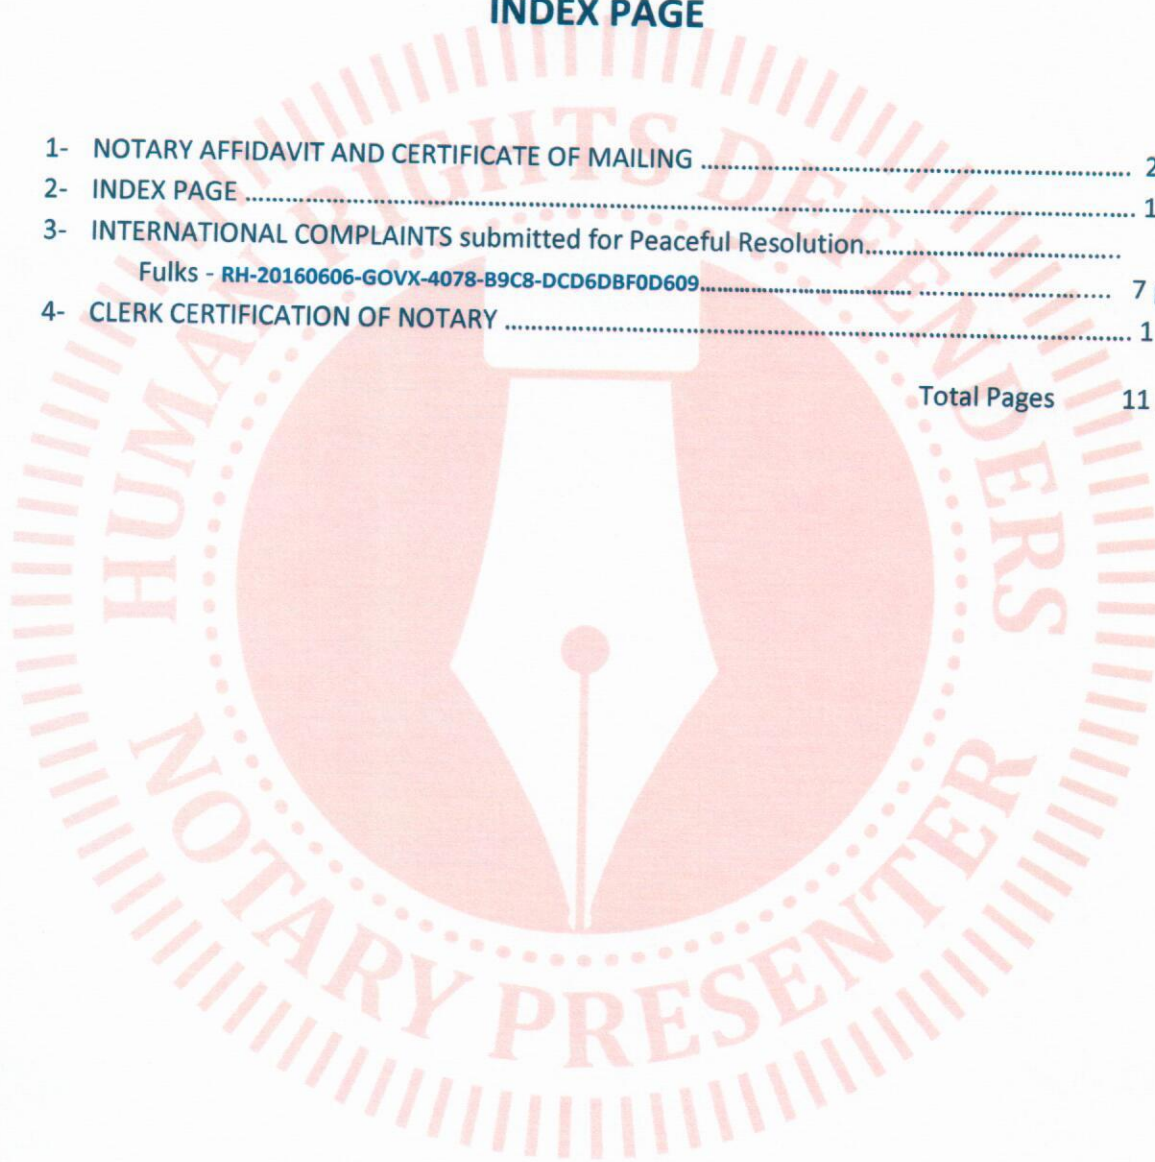 INDEX PAGE
1- NOTARY AFFIDAVIT AND CERTIFICATE OF MAILING ........................................ 2
2- INDEX PAGE ........................................ 1
3- INTERNATIONAL COMPLAINTS submitted for Peaceful Resolution........................................
Fulks - RH-20160606-GOVX-4078-B9C8-DCD6DBF0D609........................................ 7
4- CLERK CERTIFICATION OF NOTARY ........................................ 1
Total Pages 11
HUMAN RIGHTS DEFENDERS
NOTARY PRESENTER